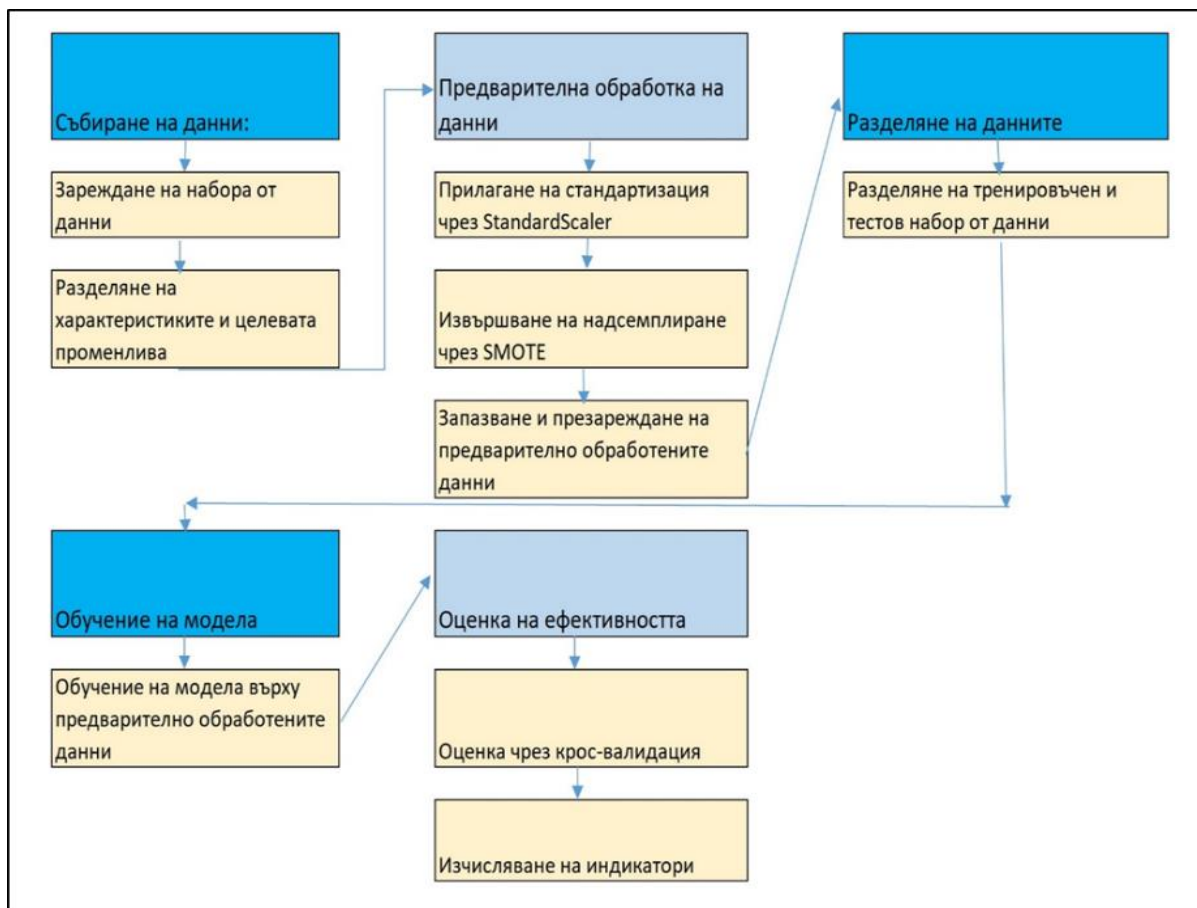 Събиране на данни:
Зареждане на набора от
данни
Разделяне на
характеристиките и целевата
променлива
Предварителна обработка на
данни
Прилагане на стандартизация
чрез StandardScaler
Извършване на надсемплиране
чрез SMOTE
Запазване и презареждане на
предварително обработените
данни
Разделяне на данните
Разделяне на тренировъчен и
тестов набор от данни
Обучение на модела
Обучение на модела върху
предварително обработените
данни
Оценка на ефективността
Оценка чрез крос-валидация
Изчисляване на индикатори